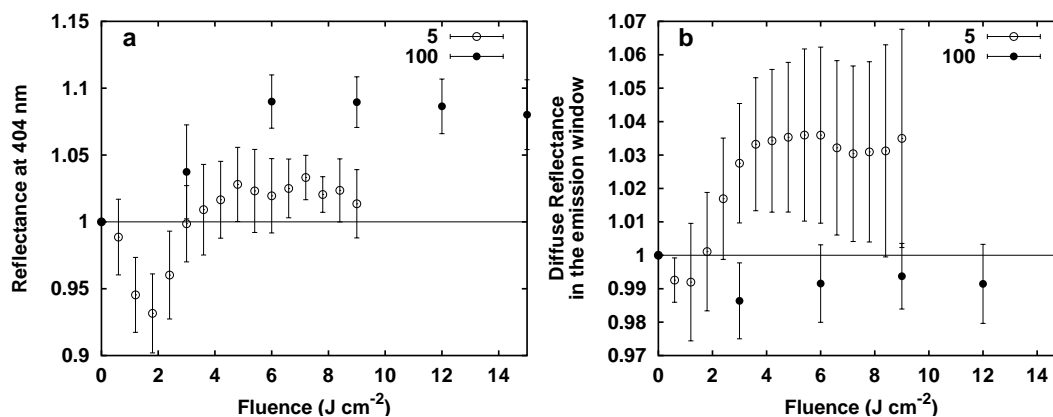 a
5
100
1.15
1.1
1.05
1
0.95
0.9
Reflectance at 404 nm
0 2 4 6 8 10 12 14
Fluence (J cm-2)
b
5
100
1.07
1.06
1.05
1.04
1.03
1.02
1.01
1
0.99
0.98
0.97
Diffuse Reflectance
in the emission window
0 2 4 6 8 10 12 14
Fluence (J cm-2)